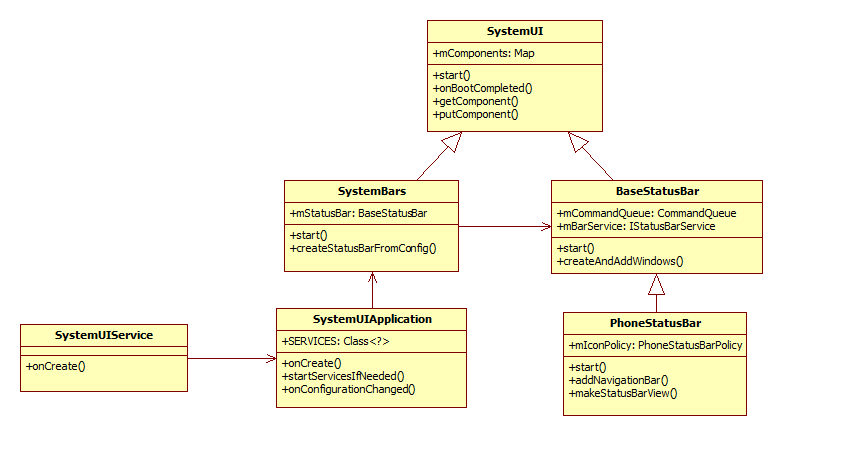 SystemUI
+mComponents: Map
+start()
+onBootCompleted()
+getComponent()
+putComponent()
SystemBars
+mStatusBar: BaseStatusBar
+start()
+createStatusBarFromConfig()
BaseStatusBar
+mCommandQueue: CommandQueue
+mBarService: IStatusBarService
+start()
+createAndAddWindows()
SystemUIService
+onCreate()
SystemUIApplication
+SERVICES: Class<?>
+onCreate()
+startServicesIfNeeded()
+onConfigurationChanged()
PhoneStatusBar
+mIconPolicy: PhoneStatusBarPolicy
+start()
+addNavigationBar()
+makeStatusBarView()